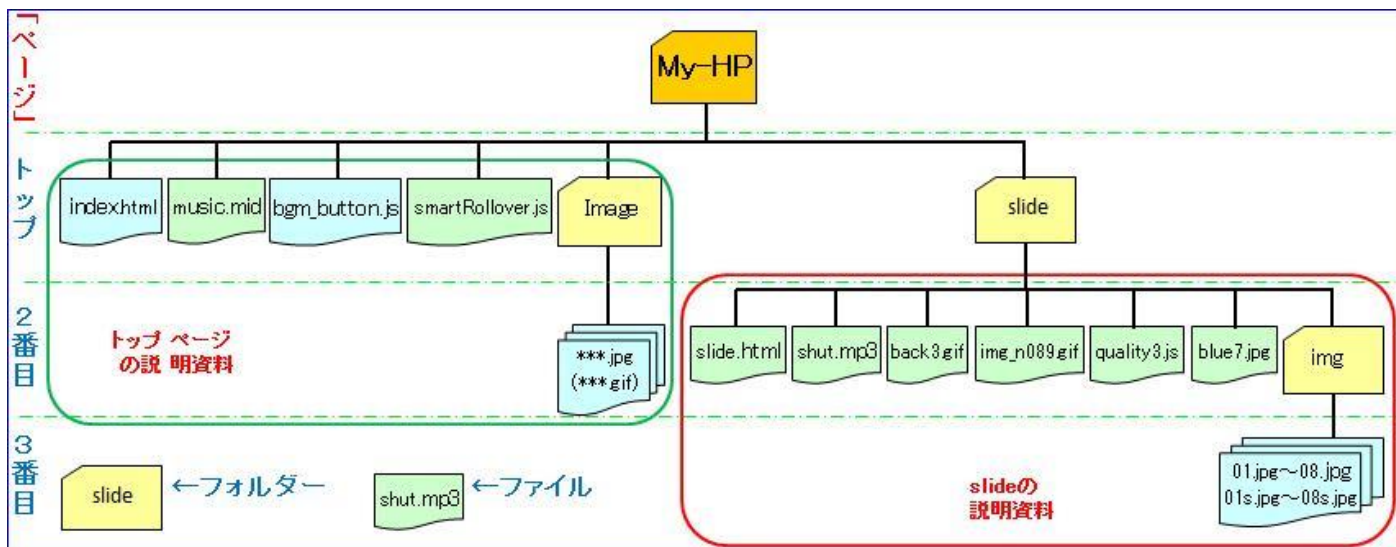 「ページ」
My-HP
トップ
index.html
music.mid
bgm_button.js
smartRollover.js
Image
slide
2番目
トップ ページ
の説 明資料
***.jpg
(***.gif)
slide.html
shut.mp3
back3.gif
img_n089.gif
quality3.js
blue7.jpg
img
3番目
slide
←フォルダー
shut.mp3
←ファイル
slideの
説明資料
01.jpg～08.jpg
01s.jpg～08s.jpg